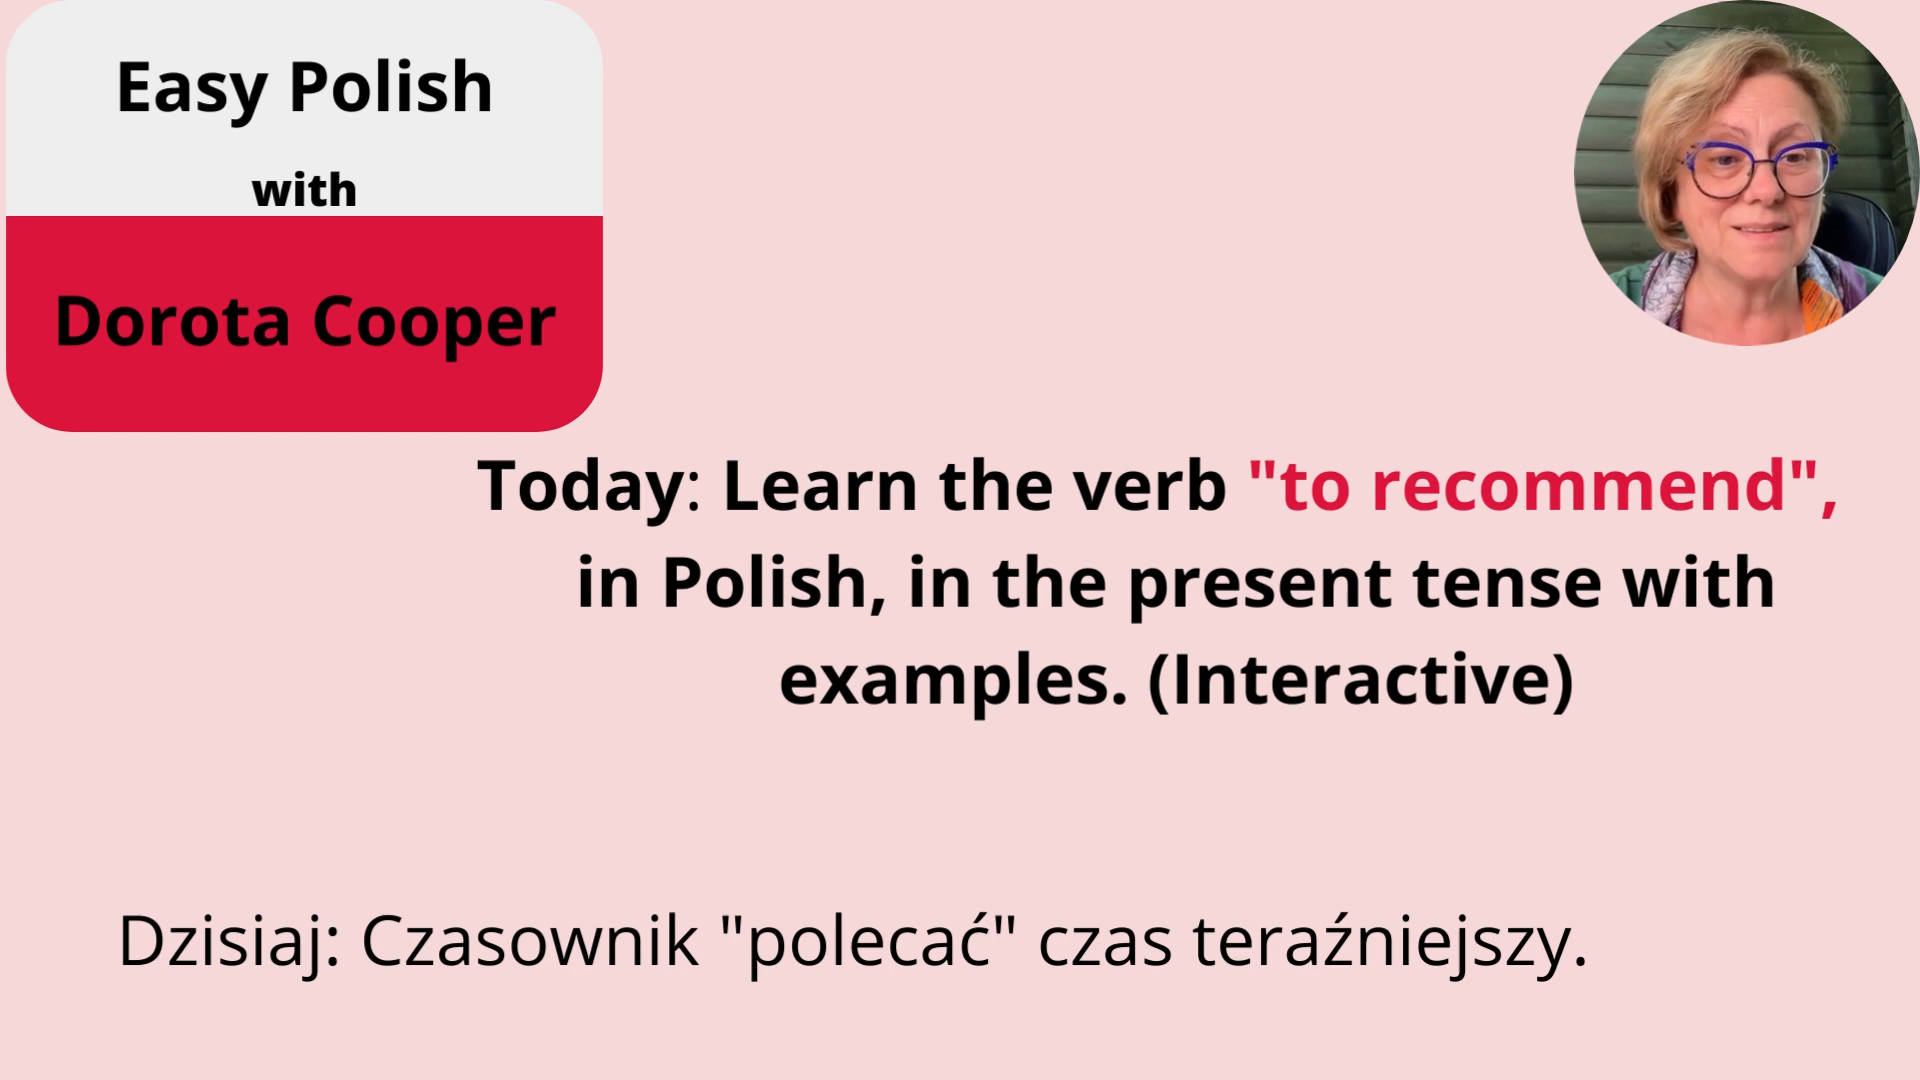 Easy Polish
with
Dorota Cooper
Today: Learn the verb "to recommend",
in Polish, in the present tense with
examples. (Interactive)
Dzisiaj: Czasownik "polecać" czas teraźniejszy.